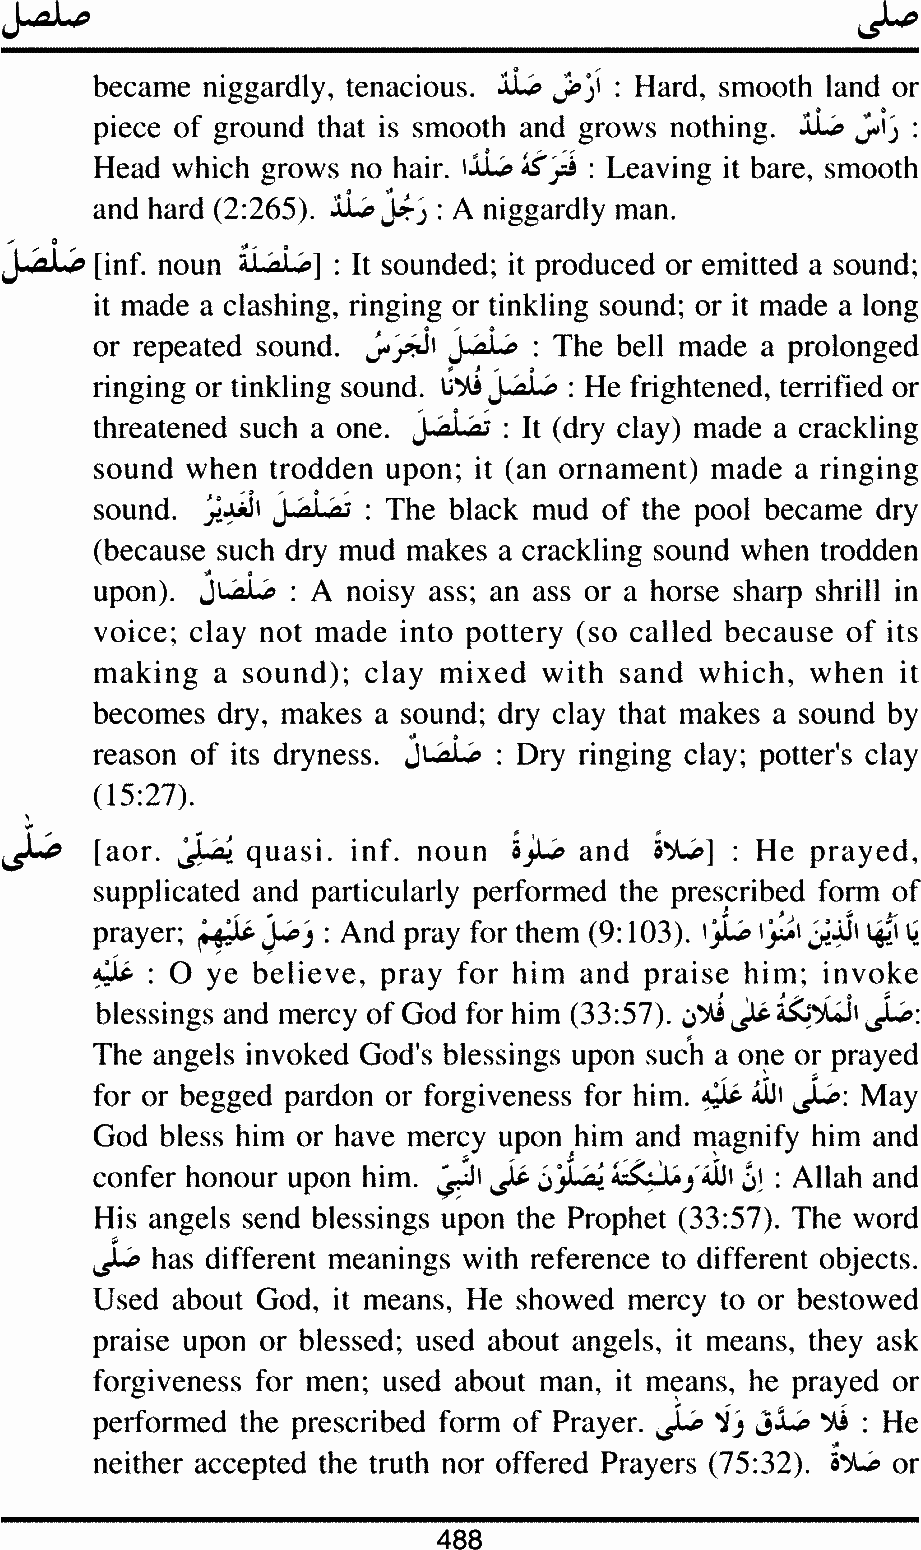 صلصل صلی
became niggardly, tenacious. اَرْضٌ صَلْدٌ : Hard, smooth land or
piece of ground that is smooth and grows nothing. رَأسٌ صَلْدٌ :
Head which grows no hair. فَتَرَكَهُ صَلْدًا : Leaving it bare, smooth
and hard (2:265). رَجُلٌ صَلْدٌ : A niggardly man.
صَلْصَلَ [inf. noun صَلْصَلَةٌ] : It sounded; it produced or emitted a sound;
it made a clashing, ringing or tinkling sound; or it made a long
or repeated sound. صَلْصَلَ الْجَرَسُ : The bell made a prolonged
ringing or tinkling sound. صَلْصَلَ فُلَانًا : He frightened, terrified or
threatened such a one. تَصَلْصَلَ : It (dry clay) made a crackling
sound when trodden upon; it (an ornament) made a ringing
sound. تَصَلْصَلَ الْغَدِيْرُ : The black mud of the pool became dry
(because such dry mud makes a crackling sound when trodden
upon). صَلْصَالٌ : A noisy ass; an ass or a horse sharp shrill in
voice; clay not made into pottery (so called because of its
making a sound); clay mixed with sand which, when it
becomes dry, makes a sound; dry clay that makes a sound by
reason of its dryness. صَلْصَالٌ : Dry ringing clay; potter's clay
(15:27).
صَلّٰى [aor. يُصَلِّىْ quasi. inf. noun صَلٰوةً and صَلَاةً] : He prayed,
supplicated and particularly performed the prescribed form of
prayer; وَصَلِّ عَلَيْهِمْ : And pray for them (9:103). يٰاَيُّهَا الَّذِيْنَ اٰمَنُوْا صَلُّوْا
عَلَيْهِ : O ye believe, pray for him and praise him; invoke
blessings and mercy of God for him (33:57). صَلَّى الْمَلَائِكَةُ عَلٰى فُلَانٍ:
The angels invoked God's blessings upon such a one or prayed
for or begged pardon or forgiveness for him. صَلَّى اللّٰهُ عَلَيْهِ: May
God bless him or have mercy upon him and magnify him and
confer honour upon him. اِنَّ اللّٰهَ وَمَلٰئِكَتَهُ يُصَلُّوْنَ عَلَى النَّبِيِّ : Allah and
His angels send blessings upon the Prophet (33:57). The word
صَلَّى has different meanings with reference to different objects.
Used about God, it means, He showed mercy to or bestowed
praise upon or blessed; used about angels, it means, they ask
forgiveness for men; used about man, it means, he prayed or
performed the prescribed form of Prayer. فَلَا صَدَّقَ وَلَا صَلّٰى : He
neither accepted the truth nor offered Prayers (75:32). صَلَاةٌ or
488